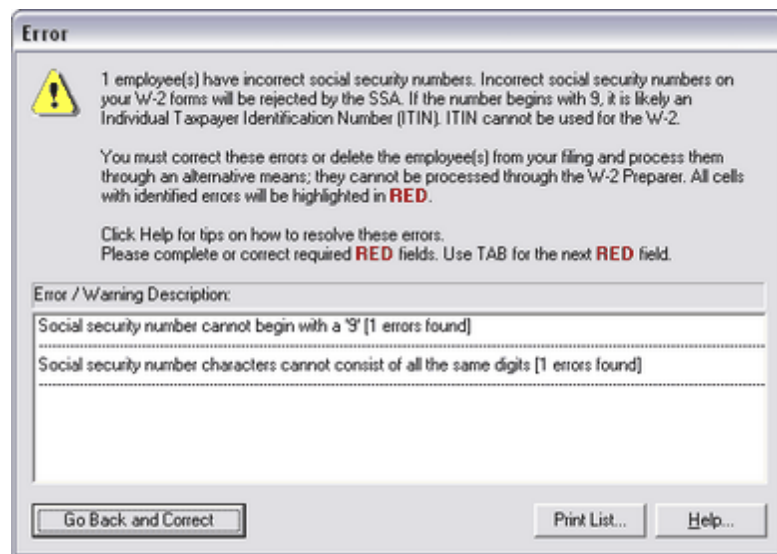 Error
1 employee(s) have incorrect social security numbers. Incorrect social security numbers on
your W-2 forms will be rejected by the SSA. If the number begins with 9, it is likely an
Individual Taxpayer Identification Number (ITIN). ITIN cannot be used for the W-2.
You must correct these errors or delete the employee(s) from your filing and process them
through an alternative means; they cannot be processed through the W-2 Preparer. All cells
with identified errors will be highlighted in RED.
Click Help for tips on how to resolve these errors.
Please complete or correct required RED fields. Use TAB for the next RED field.
Error / Warning Description:
Social security number cannot begin with a '9' [1 errors found]
Social security number characters cannot consist of all the same digits [1 errors found]
Go Back and Correct
Print List...
Help...